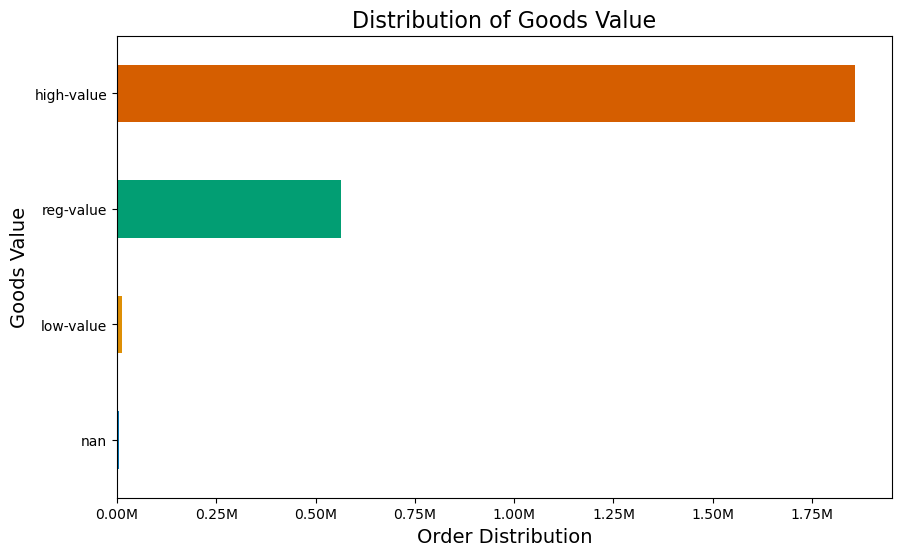 Distribution of Goods Value
high-value
reg-value
low-value
nan
Goods Value
0.00M 0.25M 0.50M 0.75M 1.00M 1.25M 1.50M 1.75M
Order Distribution